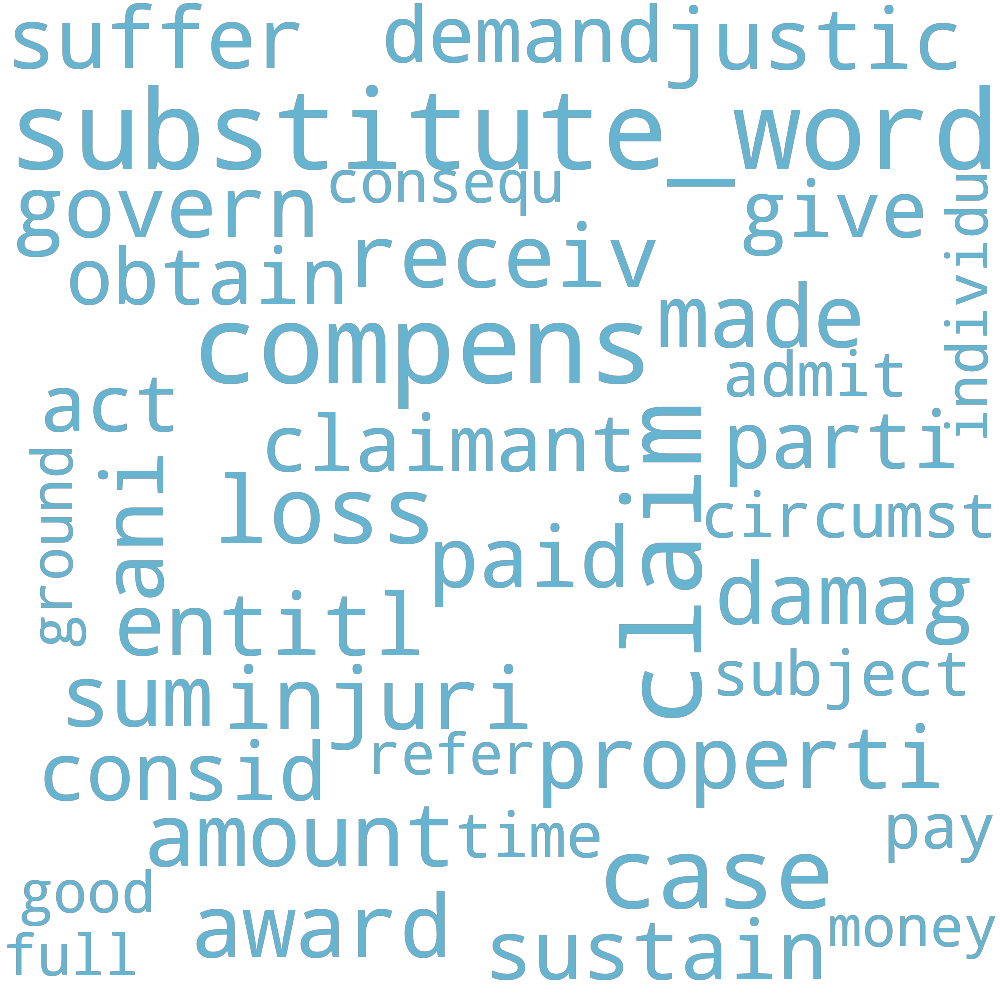 suffer demand justic
substitute_word
govern consequ give individu
obtain receiv
compens made
admit
act claimant claim parti
ground ani loss circumst
paid damag
entitl
sum injuri subject
consid refer properti
amount time pay
good case
award sustain money
full